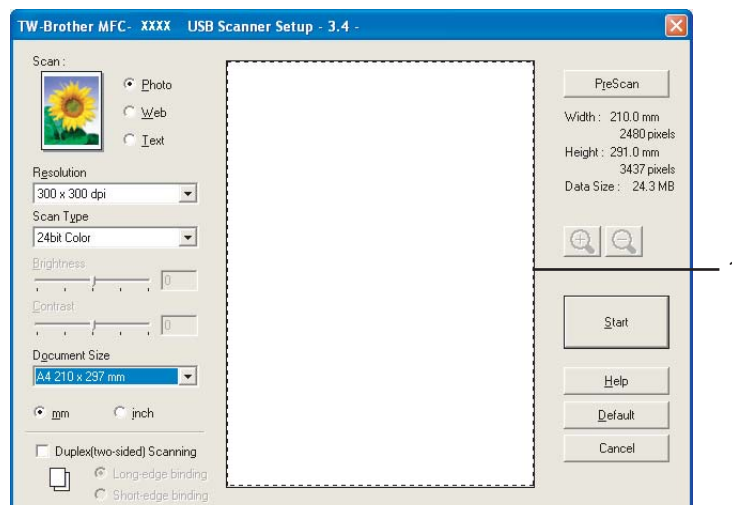 TW-Brother MFC- XXXX USB Scanner Setup - 3.4 -
Scan :
Photo
Web
Text
Resolution
300 x 300 dpi
Scan Type
24bit Color
Brightness
0
Contrast
0
Document Size
A4 210 x 297 mm
mm
inch
Duplex(two-sided) Scanning
Long-edge binding
Short-edge binding
PreScan
Width : 210.0 mm
2480 pixels
Height : 291.0 mm
3437 pixels
Data Size : 24.3 MB
1
Start
Help
Default
Cancel